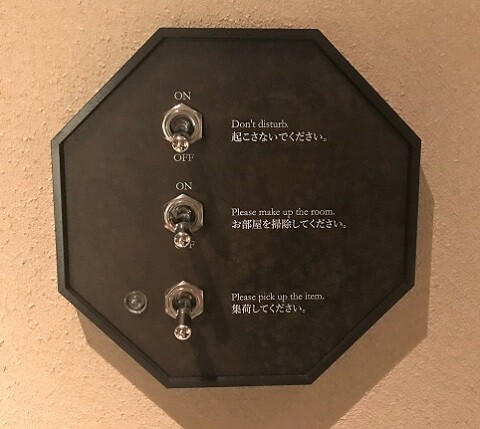 ON
Don't disturb.
起こさないでください。
OFF
ON
Please make up the room.
お部屋を掃除してください。
Please pick up the item.
集荷してください。